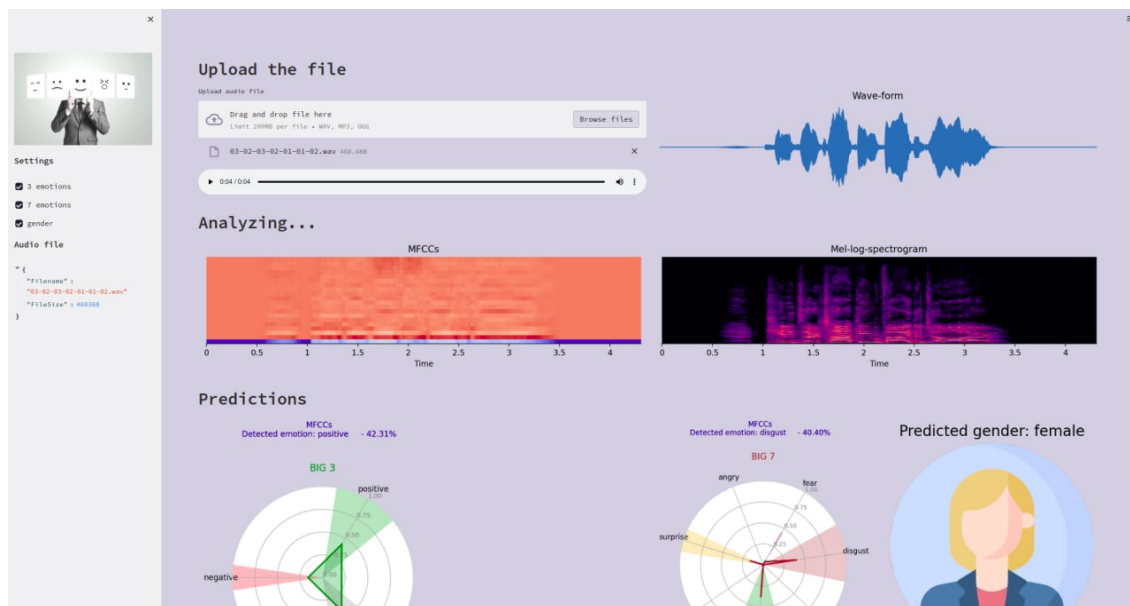 ×
≡
Settings
3 emotions
7 emotions
gender
Audio file
{
"Filename" :
"03-02-03-02-01-01-02.wav"
"FileSize" : 460380
}
Upload the file
Upload audio file
Drag and drop file here
Limit 200MB per file • WAV, MP3, OGG
Browse files
03-02-03-02-01-01-02.wav 460.4KB
×
0:04 / 0:04
Wave-form
Analyzing...
MFCCs
0 0.5 1 1.5 2 2.5 3 3.5 4
Time
Mel-log-spectrogram
0 0.5 1 1.5 2 2.5 3 3.5 4
Time
Predictions
MFCCs
Detected emotion: positive - 42.31%
BIG 3
positive
1.00
0.75
0.50
0.00
negative
MFCCs
Detected emotion: disgust - 40.40%
BIG 7
angry
fear
1.00
0.75
0.50
0.25
surprise
disgust
Predicted gender: female